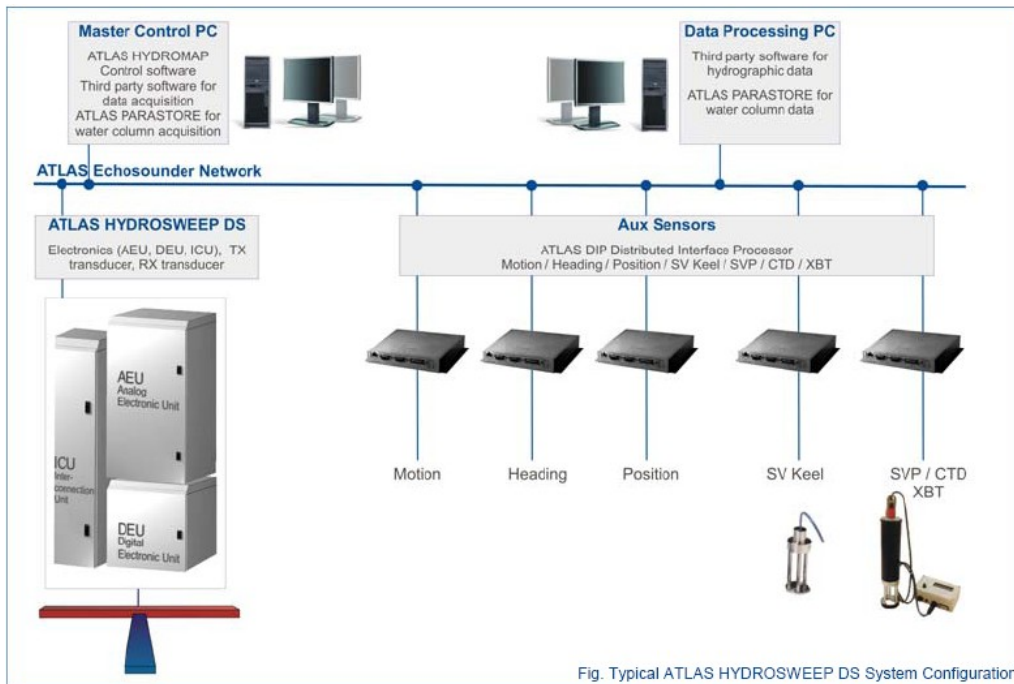 Master Control PC
ATLAS HYDROMAP
Control software
Third party software for
data acquisition
ATLAS PARASTORE for
water column acquisition
Data Processing PC
Third party software for
hydrographic data
ATLAS PARASTORE for
water column data
ATLAS Echosounder Network
ATLAS HYDROSWEEP DS
Electronics (AEU, DEU, ICU), TX
transducer, RX transducer
Aux Sensors
ATLAS DIP Distributed Interface Processor
Motion / Heading / Position / SV Keel / SVP / CTD / XBT
AEU
Analog
Electronic Unit
ICU
Inter-
connection
Unit
DEU
Digital
Electronic Unit
Motion
Heading
Position
SV Keel
SVP / CTD
XBT
Fig. Typical ATLAS HYDROSWEEP DS System Configuration